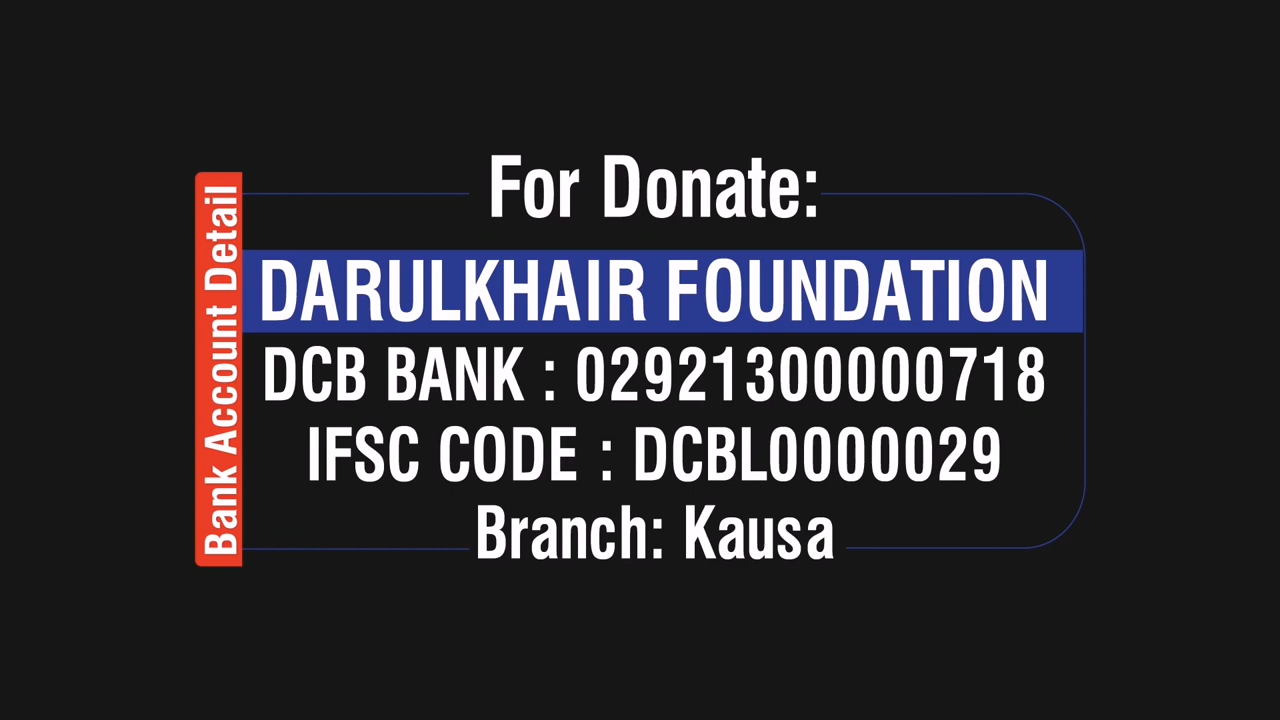 For Donate:
Bank Account Detail
DARULKHAIR FOUNDATION
DCB BANK : 02921300000718
IFSC CODE : DCBL0000029
Branch: Kausa